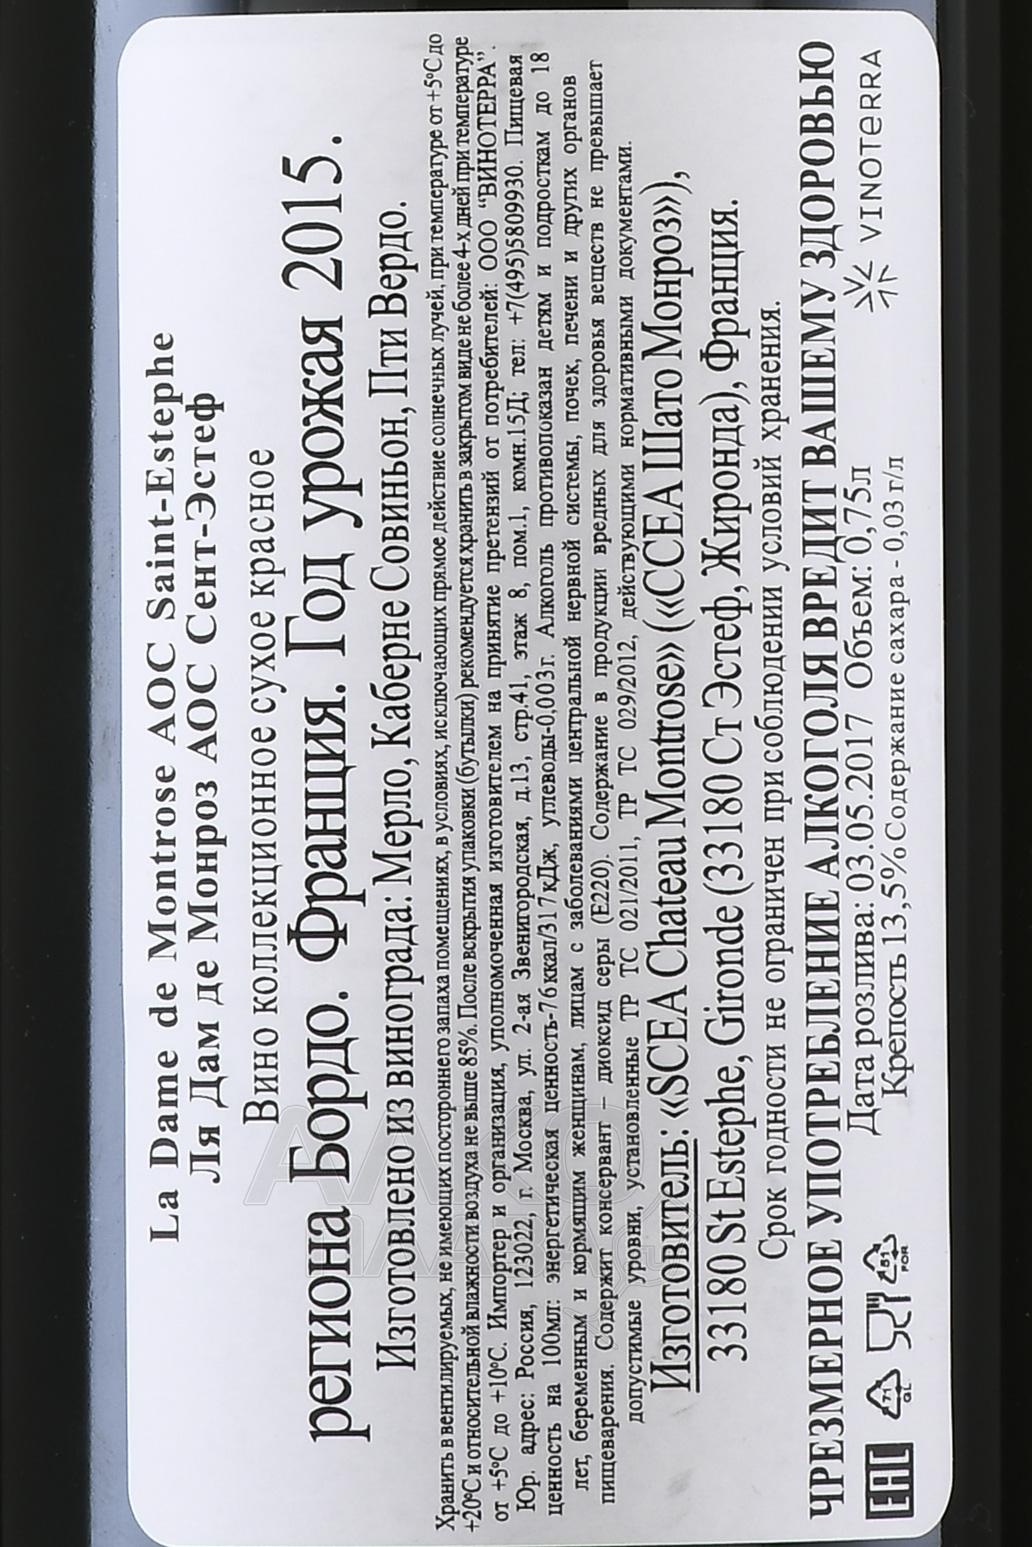 La Dame de Montrose AOC Saint-Estephe
Ля Дам де Монроз АОС Сент-Эстеф
Вино коллекционное сухое красное
региона Бордо. Франция. Год урожая 2015.
Изготовлено из винограда: Мерло, Каберне Совиньон, Пти Вердо.
Хранить в вентилируемых, не имеющих постороннего запаха помещениях, в условиях, исключающих прямое действие солнечных лучей, при температуре от +5°С до
+20°С и относительной влажности воздуха не выше 85%. После вскрытия упаковки (бутылки) рекомендуется хранить в закрытом виде не более 4-х дней при температуре
от +5°С до +10°С. Импортер и организация, уполномоченная изготовителем на принятие претензий от потребителей: ООО “ВИНОТЕРРА”.
Юр. адрес: Россия, 123022, г. Москва, ул. 2-ая Звенигородская, д.13, стр.41, этаж 8, пом.1, комн.15Д; тел: +7(495)5809930. Пищевая
ценность на 100мл: энергетическая ценность-76 ккал/317 кДж, углеводы-0,003г. Алкоголь противопоказан детям и подросткам до 18
лет, беременным и кормящим женщинам, лицам с заболеваниями центральной нервной системы, почек, печени и других органов
пищеварения. Содержит консервант – диоксид серы (Е220). Содержание в продукции вредных для здоровья веществ не превышает
допустимые уровни, установленные ТР ТС 021/2011, ТР ТС 029/2012, действующими нормативными документами.
Изготовитель: «SCEA Chateau Montrose» («ССЕА Шато Монроз»),
33180 St Estephe, Gironde (33180 Ст Эстеф, Жиронда), Франция.
Срок годности не ограничен при соблюдении условий хранения.
ЧРЕЗМЕРНОЕ УПОТРЕБЛЕНИЕ АЛКОГОЛЯ ВРЕДИТ ВАШЕМУ ЗДОРОВЬЮ
Дата розлива: 03.05.2017 Объем: 0,75л
Крепость 13,5% Содержание сахара - 0,03 г/л
EAC
71
GL
51
FOR
VINOTERRA